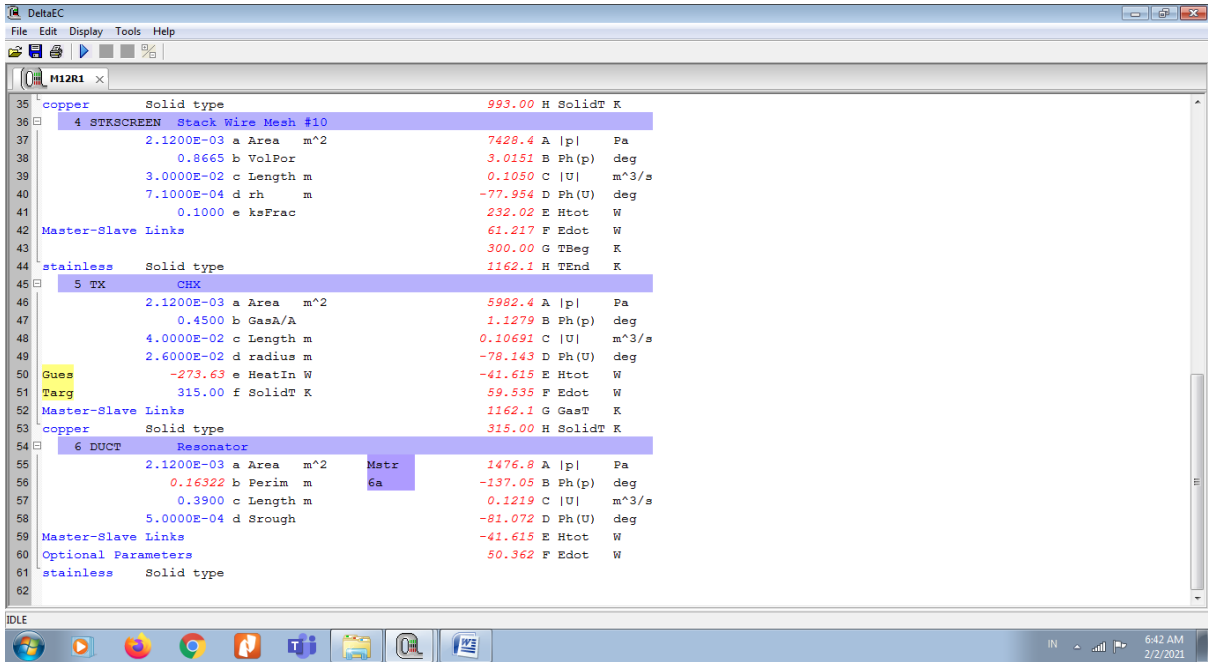 DeltaEC
File Edit Display Tools Help
M12R1 ×
35 copper Solid type 993.00 H SolidT K
36 4 STKSCREEN Stack Wire Mesh #10
37 2.1200E-03 a Area m^2 7428.4 A |p| Pa
38 0.8665 b VolPor 3.0151 B Ph(p) deg
39 3.0000E-02 c Length m 0.1050 C |U| m^3/s
40 7.1000E-04 d rh m -77.954 D Ph(U) deg
41 0.1000 e ksFrac 232.02 E Htot W
42 Master-Slave Links 61.217 F Edot W
43 300.00 G TBeg K
44 stainless Solid type 1162.1 H TEnd K
45 5 TX CHX
46 2.1200E-03 a Area m^2 5982.4 A |p| Pa
47 0.4500 b GasA/A 1.1279 B Ph(p) deg
48 4.0000E-02 c Length m 0.10691 C |U| m^3/s
49 2.6000E-02 d radius m -78.143 D Ph(U) deg
50 Gues -273.63 e HeatIn W -41.615 E Htot W
51 Targ 315.00 f SolidT K 59.535 F Edot W
52 Master-Slave Links 1162.1 G GasT K
53 copper Solid type 315.00 H SolidT K
54 6 DUCT Resonator
55 2.1200E-03 a Area m^2 Mstr 1476.8 A |p| Pa
56 0.16322 b Perim m 6a -137.05 B Ph(p) deg
57 0.3900 c Length m 0.1219 C |U| m^3/s
58 5.0000E-04 d Srough -81.072 D Ph(U) deg
59 Master-Slave Links -41.615 E Htot W
60 Optional Parameters 50.362 F Edot W
61 stainless Solid type
62
IDLE
IN 6:42 AM
2/2/2021